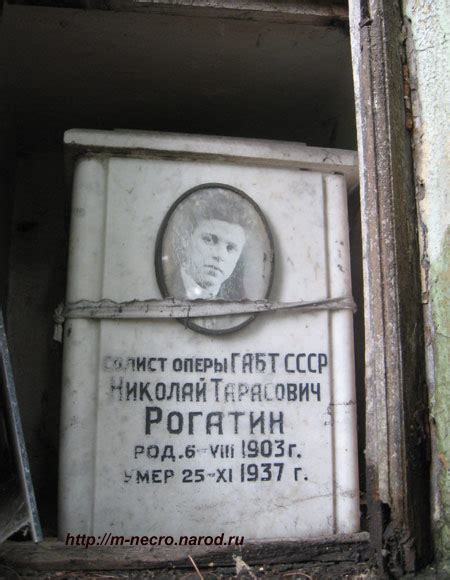 СОЛИСТ ОПЕРЫ ГАБТ СССР
НИКОЛАЙ ТАРАСОВИЧ
РОГАТИН
РОД. 6-VIII 1903 г.
УМЕР 25-XI 1937 г.
http://m-necro.narod.ru